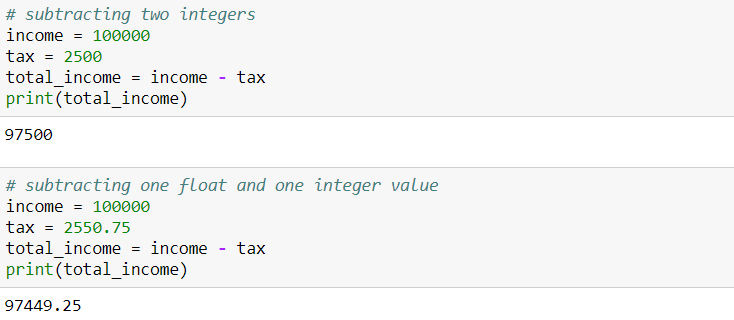 # subtracting two integers
income = 100000
tax = 2500
total_income = income - tax
print(total_income)
97500
# subtracting one float and one integer value
income = 100000
tax = 2550.75
total_income = income - tax
print(total_income)
97449.25